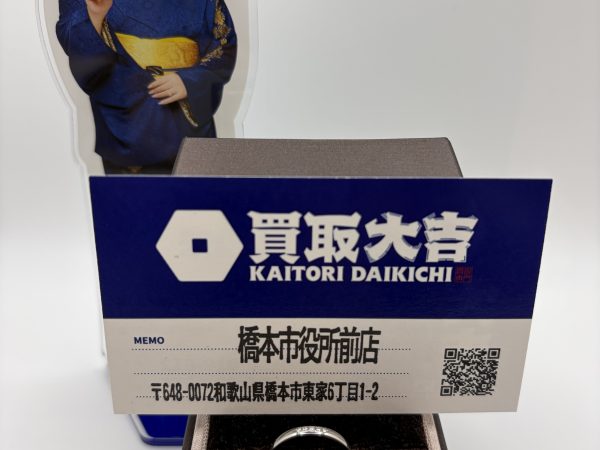 買取大吉
KAITORI DAIKICHI
MEMO
橋本市役所前店
〒648-0072和歌山県橋本市東家6丁目1-2